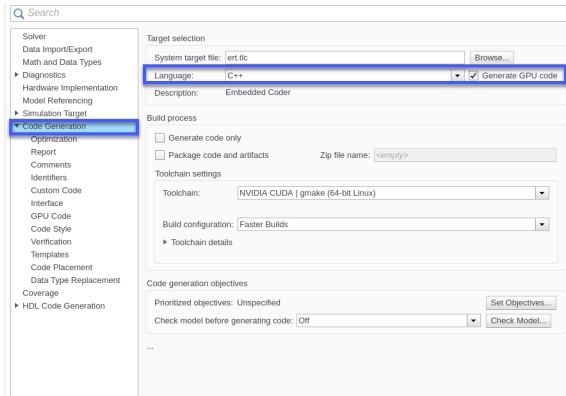 Search
Solver
Data Import/Export
Math and Data Types
Diagnostics
Hardware Implementation
Model Referencing
Simulation Target
Code Generation
Optimization
Report
Comments
Identifiers
Custom Code
Interface
GPU Code
Code Style
Verification
Templates
Code Placement
Data Type Replacement
Coverage
HDL Code Generation
Target selection
System target file: ert.tlc Browse...
Language: C++ Generate GPU code
Description: Embedded Coder
Build process
Generate code only
Package code and artifacts Zip file name: <empty>
Toolchain settings
Toolchain: NVIDIA CUDA | gmake (64-bit Linux)
Build configuration: Faster Builds
Toolchain details
Code generation objectives
Prioritized objectives: Unspecified Set Objectives...
Check model before generating code: Off Check Model...
...